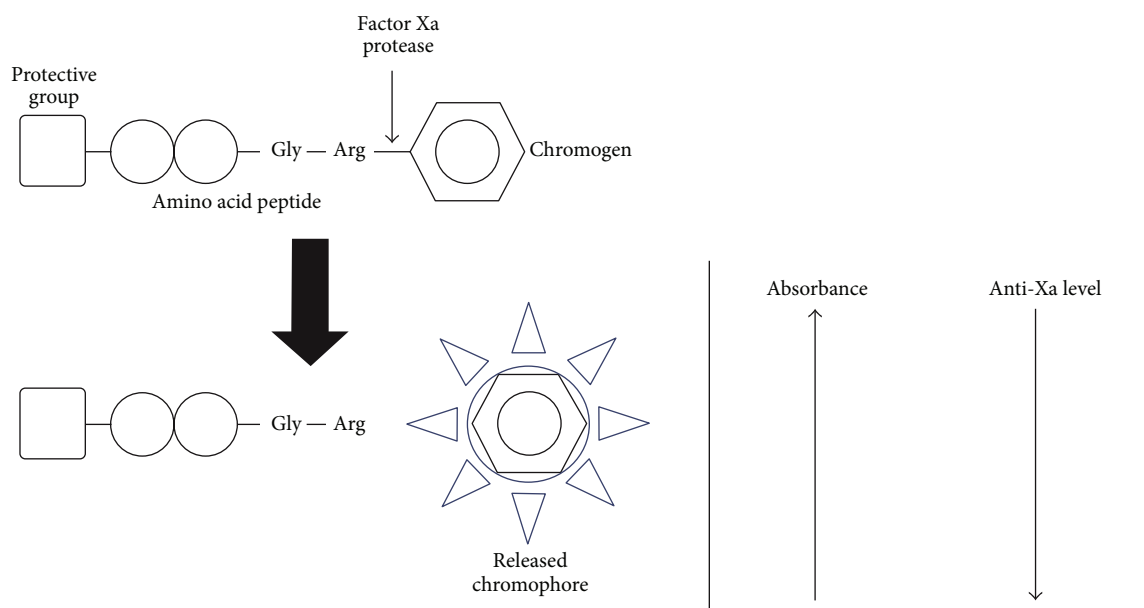 Factor Xa
protease
Protective
group
Gly — Arg
Chromogen
Amino acid peptide
Absorbance
Anti-Xa level
Gly — Arg
Released
chromophore